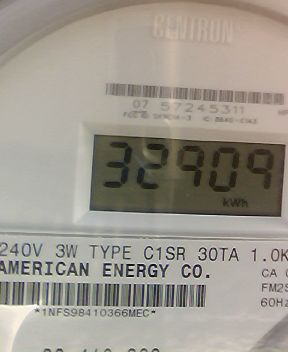 CENTRON
07 57245311
32909
kWh
240V 3W TYPE C1SR 30TA 1.0K
AMERICAN ENERGY CO.
CA
FM2S
60Hz
*1NFS98410366MEC*